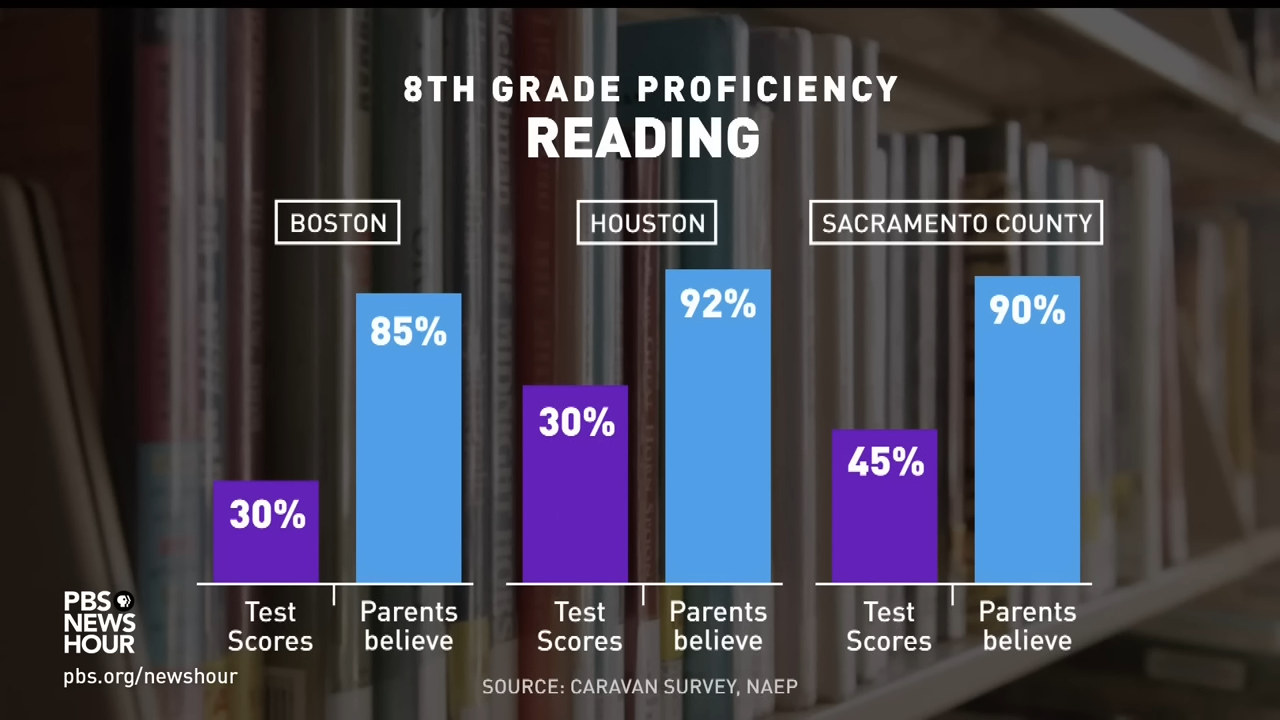 8TH GRADE PROFICIENCY
READING
BOSTON
HOUSTON
SACRAMENTO COUNTY
30%
85%
30%
92%
45%
90%
Test
Scores
Parents
believe
Test
Scores
Parents
believe
Test
Scores
Parents
believe
PBS
NEWS
HOUR
pbs.org/newshour
SOURCE: CARAVAN SURVEY, NAEP